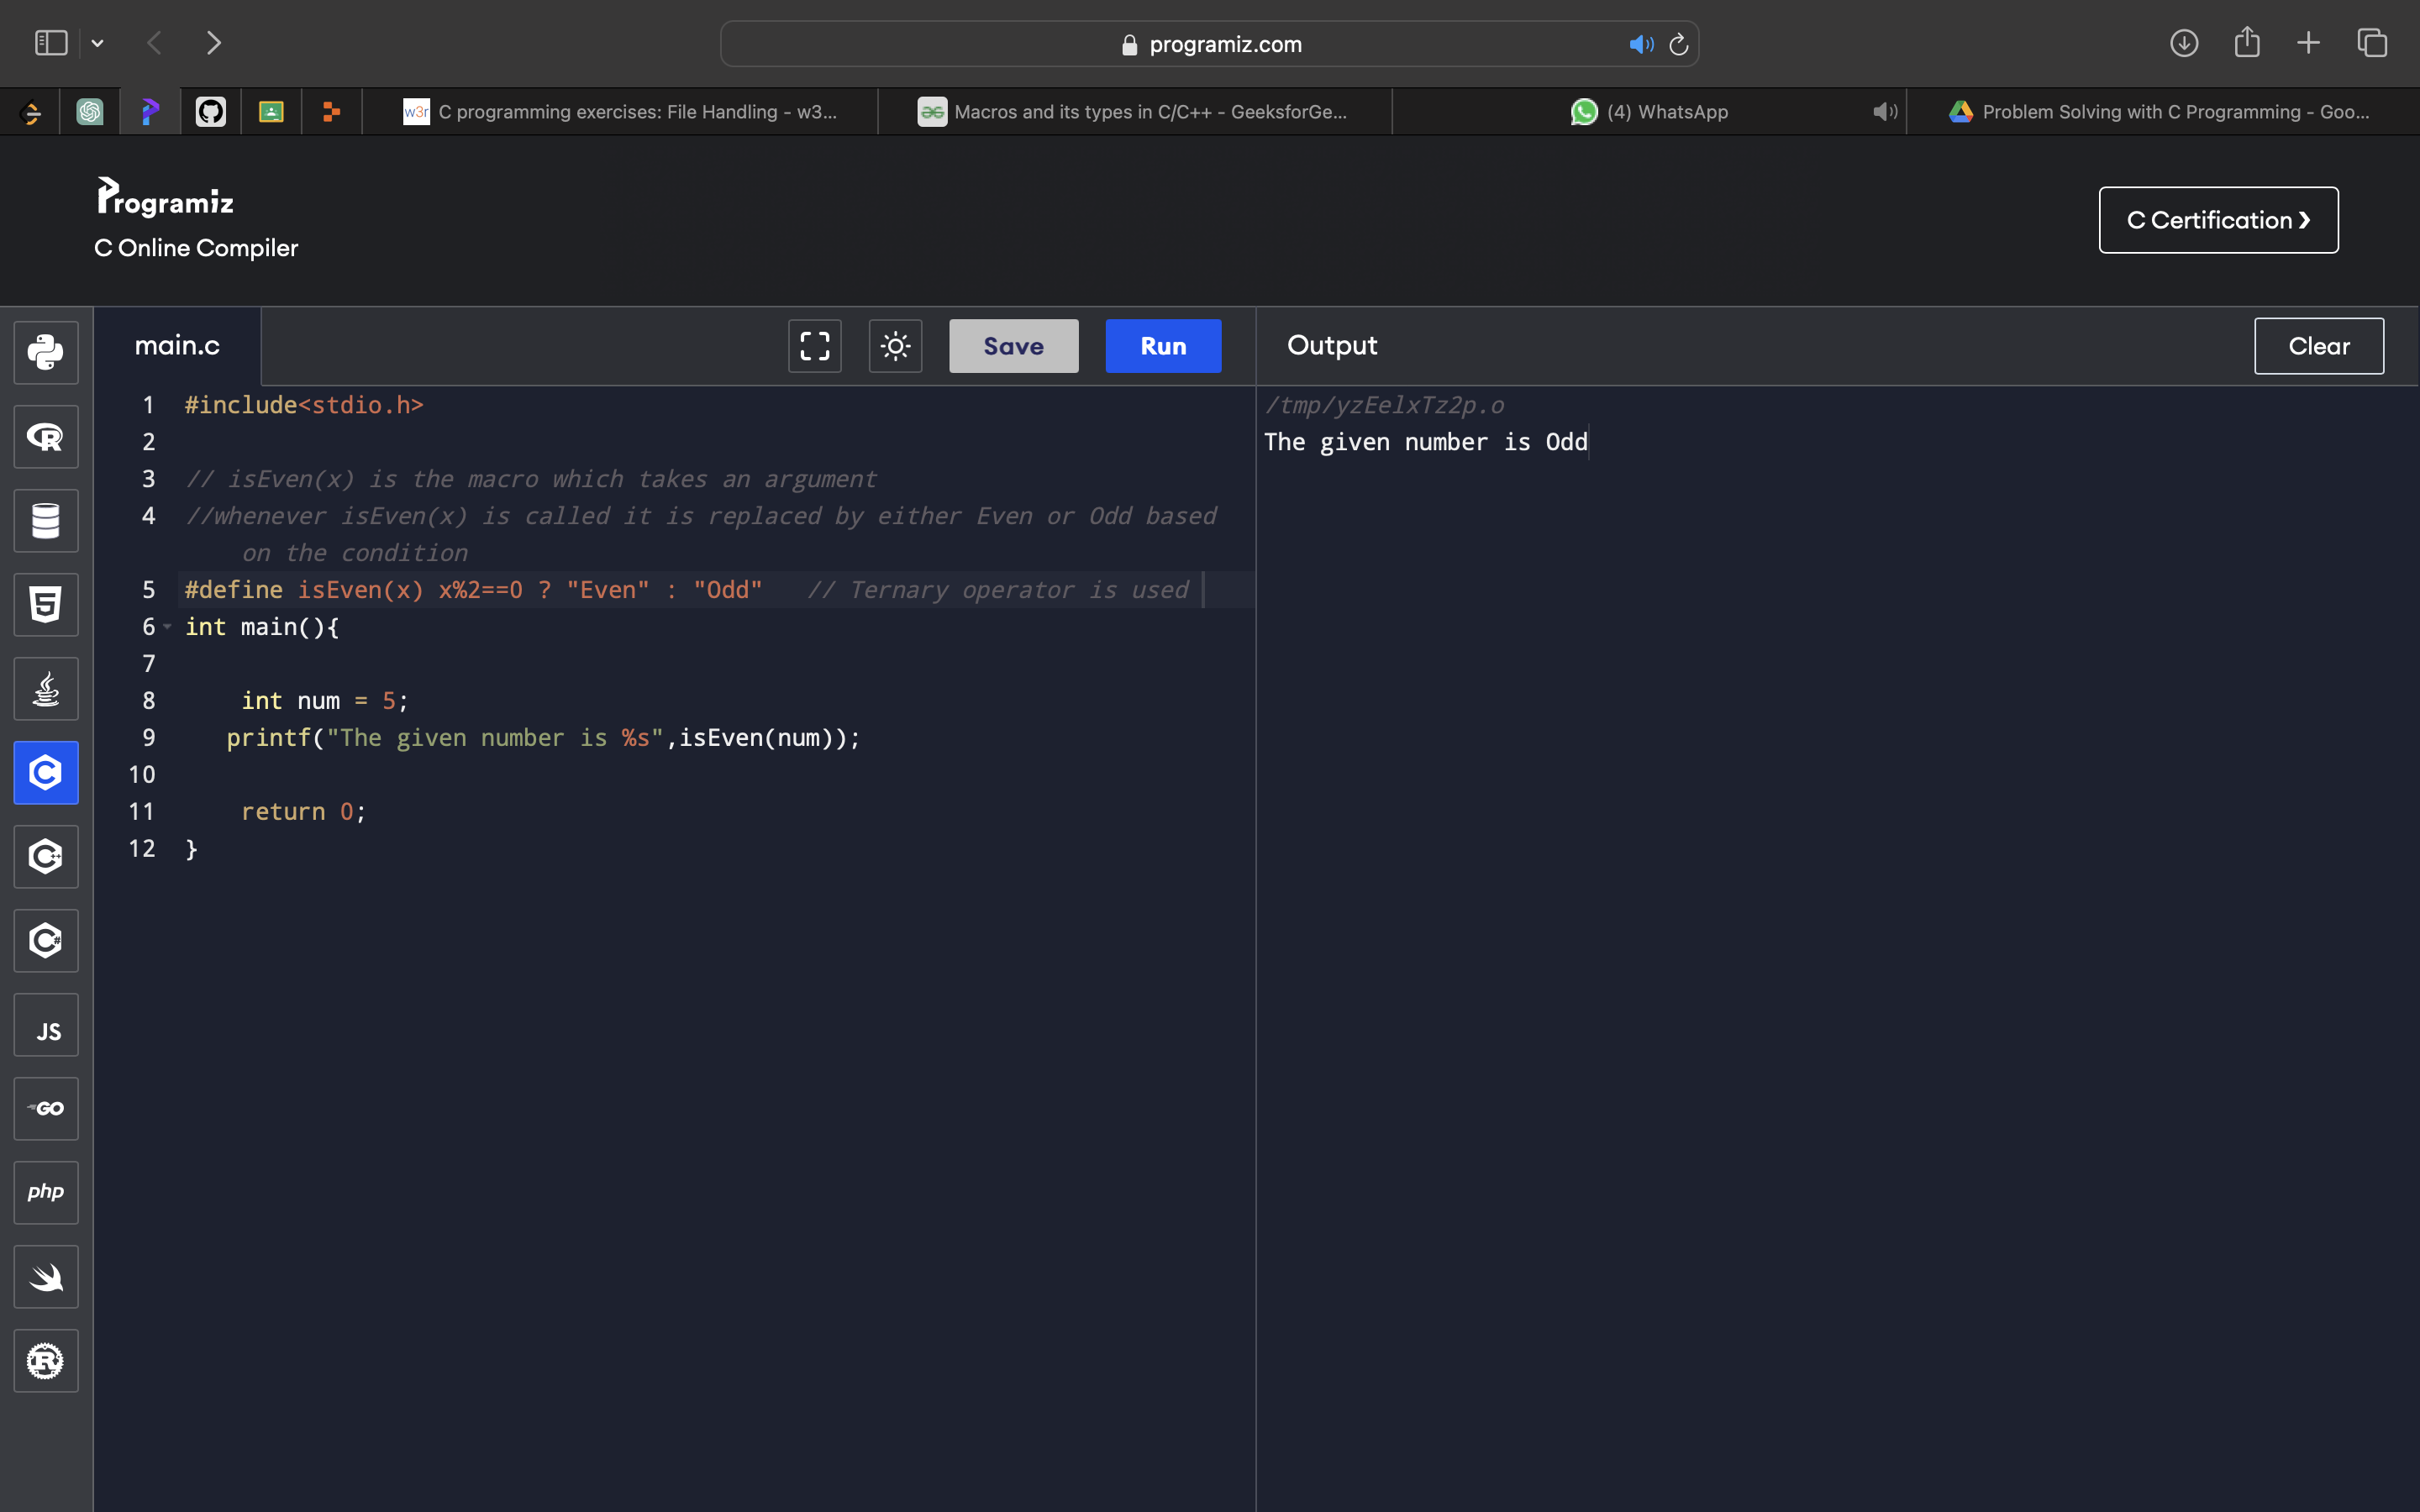 programiz.com
w3r C programming exercises: File Handling - w3...
Macros and its types in C/C++ - GeeksforGe...
(4) WhatsApp
Problem Solving with C Programming - Goo...
Programiz
C Online Compiler
C Certification ❯
main.c
Save
Run
Output
Clear
1 #include<stdio.h>
2
3 // isEven(x) is the macro which takes an argument
4 //whenever isEven(x) is called it is replaced by either Even or Odd based
on the condition
5 #define isEven(x) x%2==0 ? "Even" : "Odd"   // Ternary operator is used
6 int main(){
7
8     int num = 5;
9    printf("The given number is %s",isEven(num));
10
11     return 0;
12 }
/tmp/yzEelxTz2p.o
The given number is Odd
R
5
C
C++
C#
JS
GO
php
R